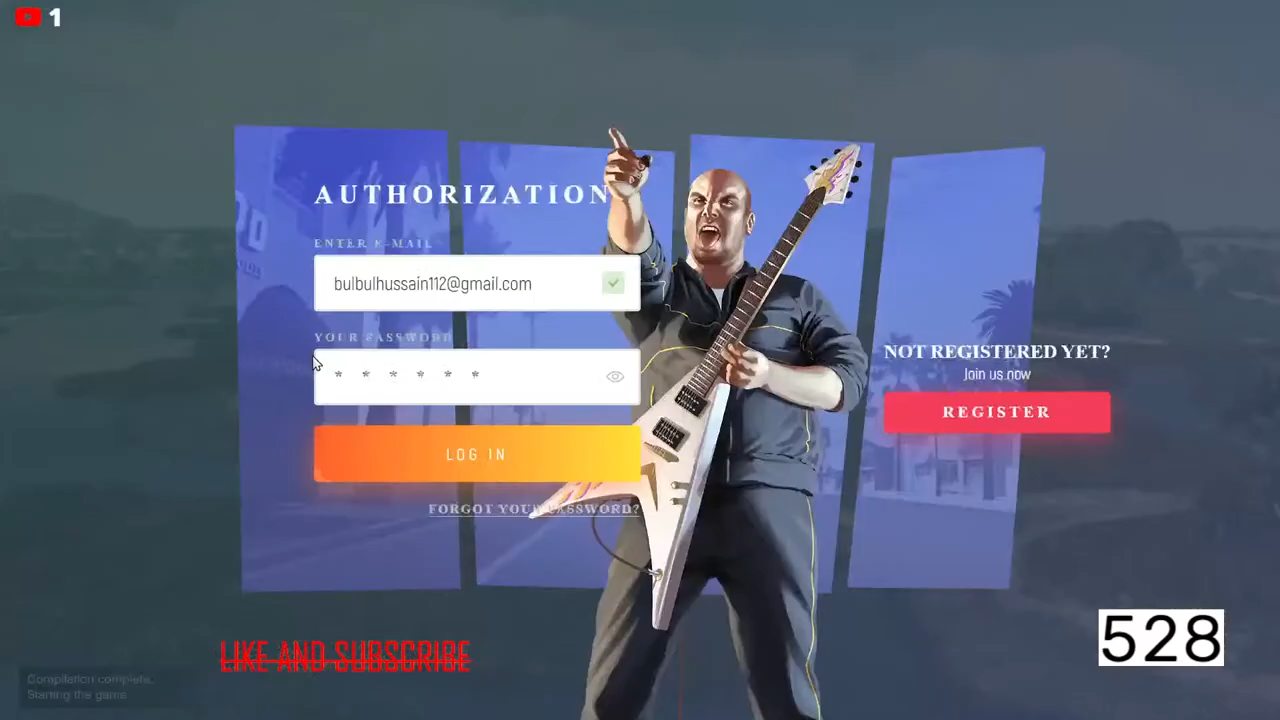 1
AUTHORIZATION
ENTER E-MAIL
bulbulhussain112@gmail.com
YOUR PASSWORD
* * * * * *
LOG IN
FORGOT YOUR PASSWORD?
NOT REGISTERED YET?
Join us now
REGISTER
LIKE AND SUBSCRIBE
528
Compilation complete.
Starting the game